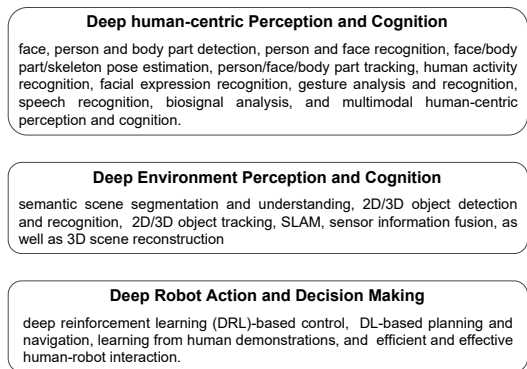 Deep human-centric Perception and Cognition
face, person and body part detection, person and face recognition, face/body
part/skeleton pose estimation, person/face/body part tracking, human activity
recognition, facial expression recognition, gesture analysis and recognition,
speech recognition, biosignal analysis, and multimodal human-centric
perception and cognition.
Deep Environment Perception and Cognition
semantic scene segmentation and understanding, 2D/3D object detection
and recognition, 2D/3D object tracking, SLAM, sensor information fusion, as
well as 3D scene reconstruction
Deep Robot Action and Decision Making
deep reinforcement learning (DRL)-based control, DL-based planning and
navigation, learning from human demonstrations, and efficient and effective
human-robot interaction.